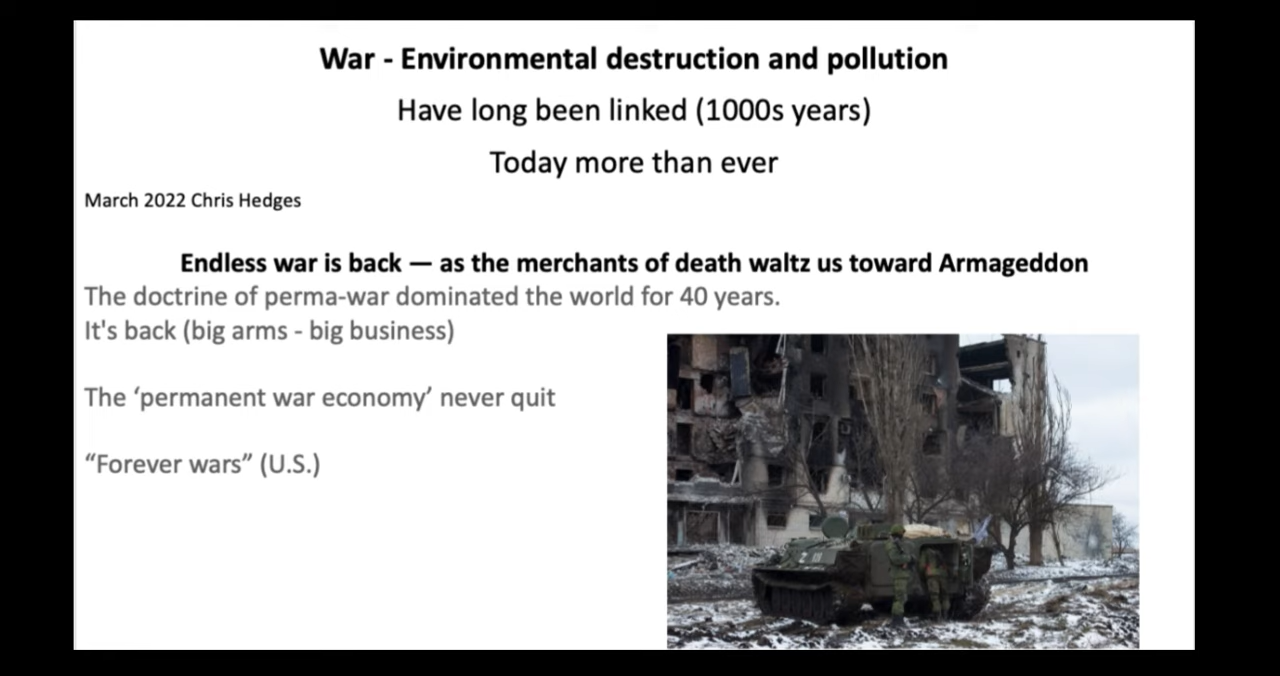 War - Environmental destruction and pollution
Have long been linked (1000s years)
Today more than ever
March 2022 Chris Hedges
Endless war is back — as the merchants of death waltz us toward Armageddon
The doctrine of perma-war dominated the world for 40 years.
It's back (big arms - big business)
The ‘permanent war economy’ never quit
“Forever wars” (U.S.)